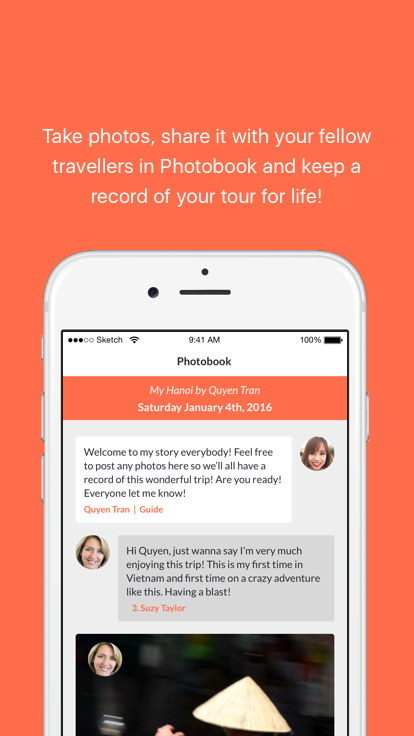 Take photos, share it with your fellow
travellers in Photobook and keep a
record of your tour for life!
Sketch 9:41 AM 100%
Photobook
My Hanoi by Quyen Tran
Saturday January 4th, 2016
Welcome to my story everybody! Feel free
to post any photos here so we'll all have a
record of this wonderful trip! Are you ready!
Everyone let me know!
Quyen Tran | Guide
Hi Quyen, just wanna say I'm very much
enjoying this trip! This is my first time in
Vietnam and first time on a crazy adventure
like this. Having a blast!
3. Suzy Taylor